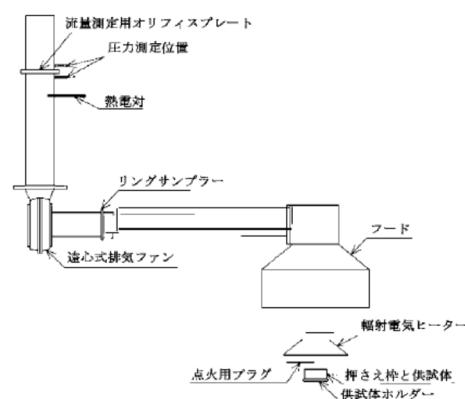 流量測定用オリフィスプレート
圧力測定位置
熱電対
リングサンプラー
フード
遠心式排気ファン
輻射電気ヒーター
点火用プラグ
押さえ枠と供試体
供試体ホルダー